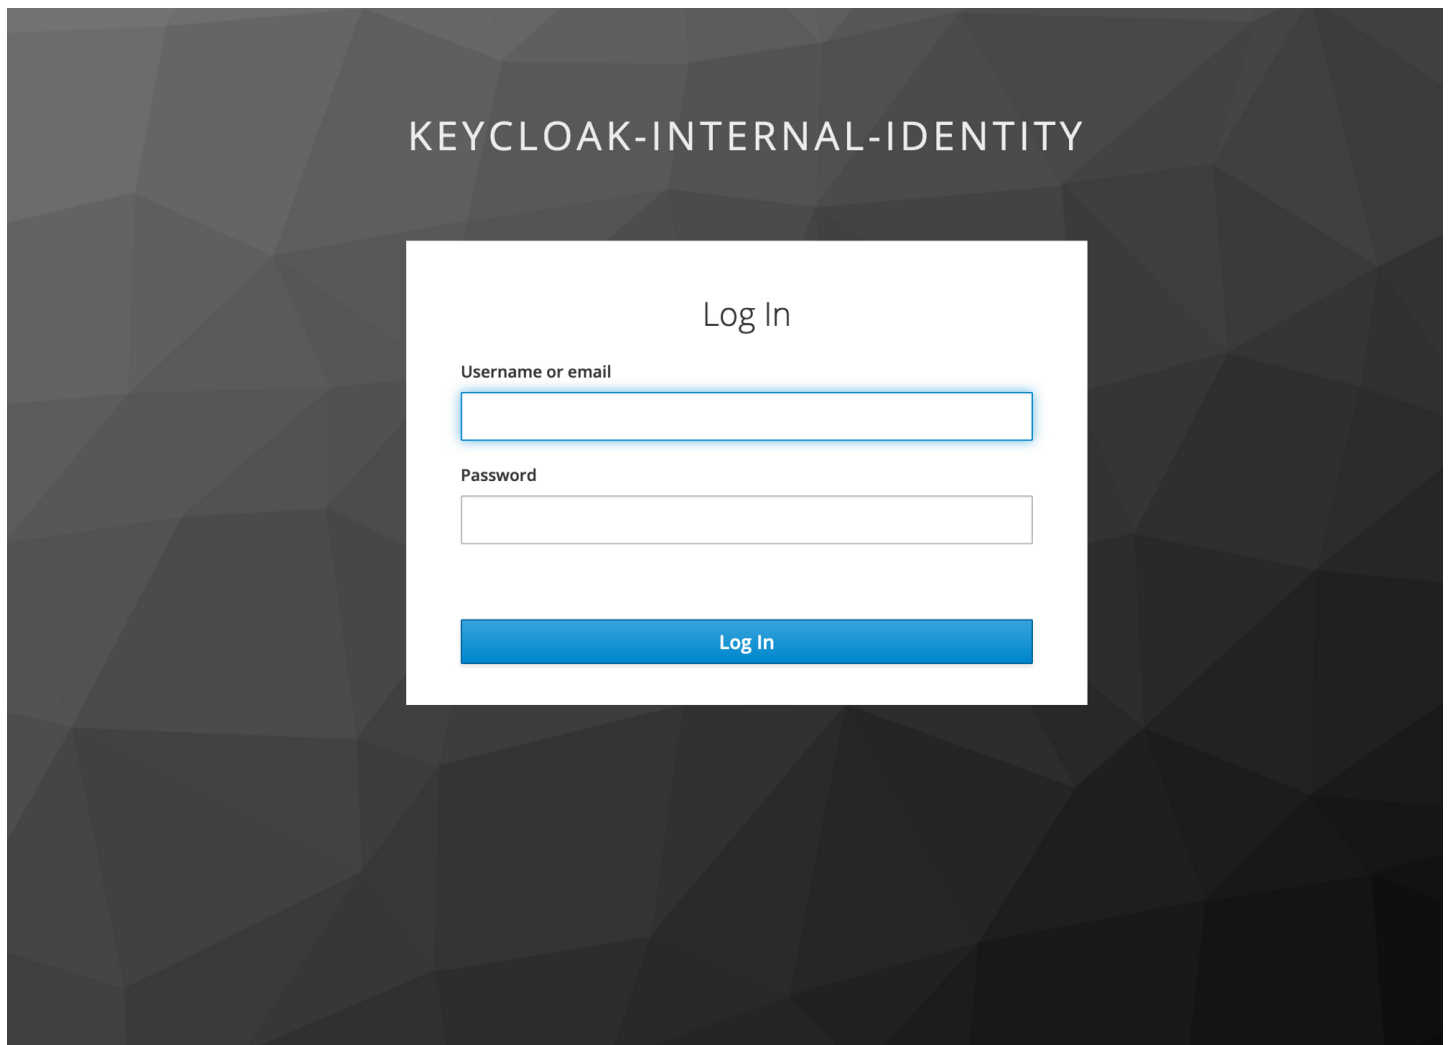 KEYCLOAK-INTERNAL-IDENTITY
Log In
Username or email
Password
Log In